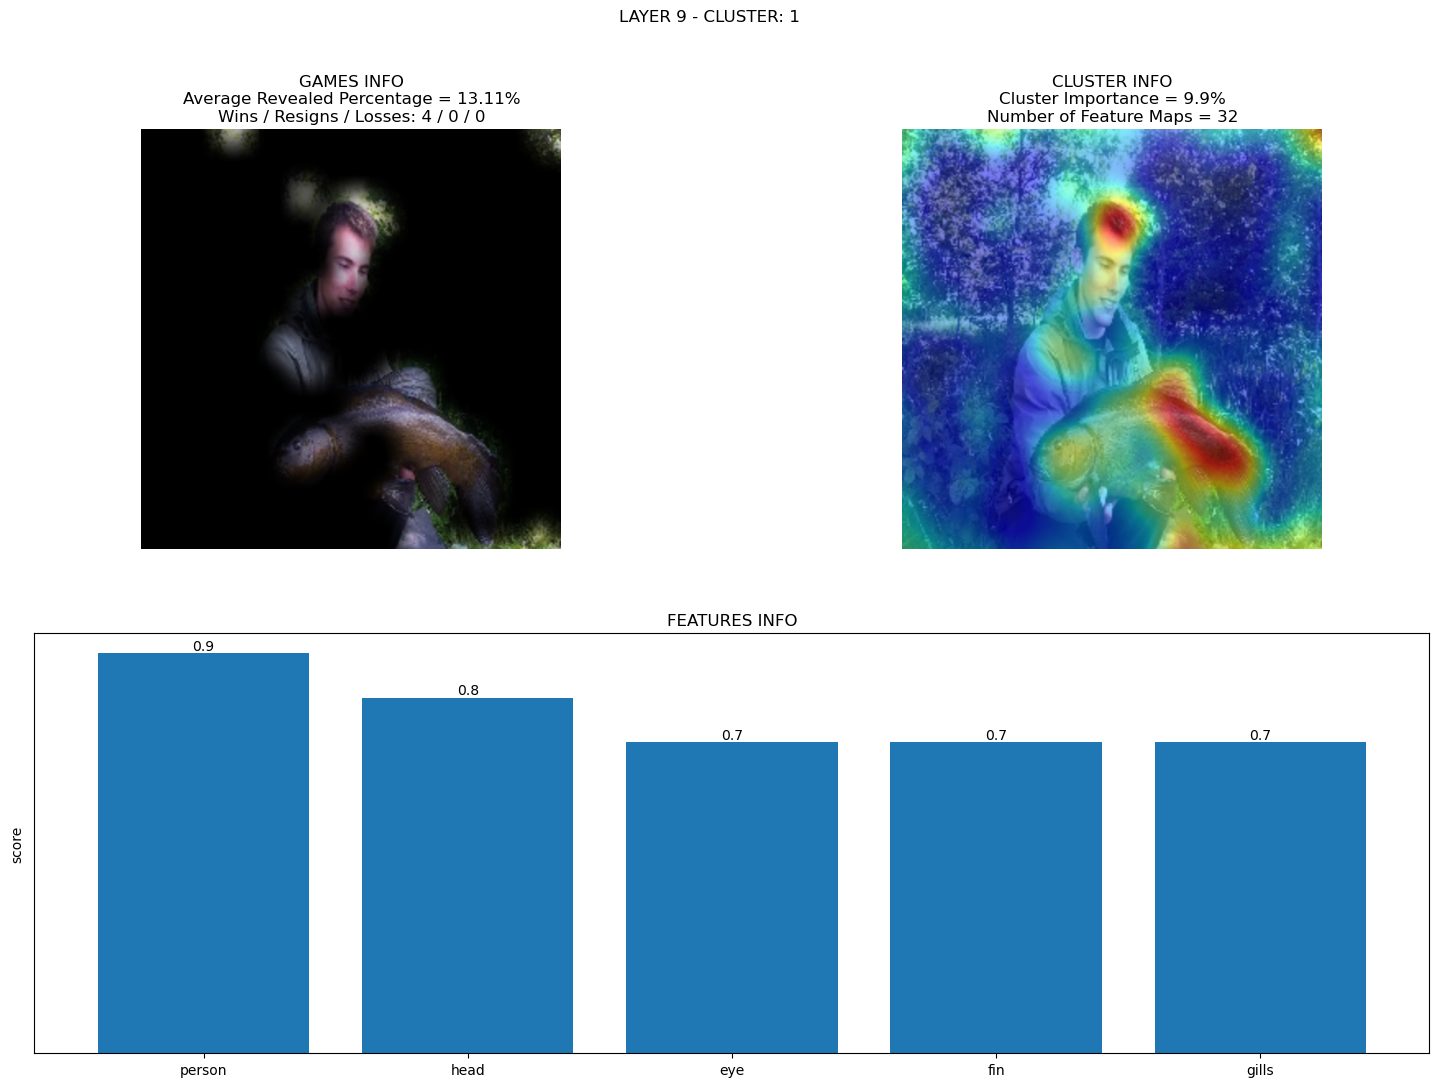 LAYER 9 - CLUSTER: 1
GAMES INFO
Average Revealed Percentage = 13.11%
Wins / Resigns / Losses: 4 / 0 / 0
CLUSTER INFO
Cluster Importance = 9.9%
Number of Feature Maps = 32
FEATURES INFO
score
0.9
0.8
0.7
0.7
0.7
person
head
eye
fin
gills